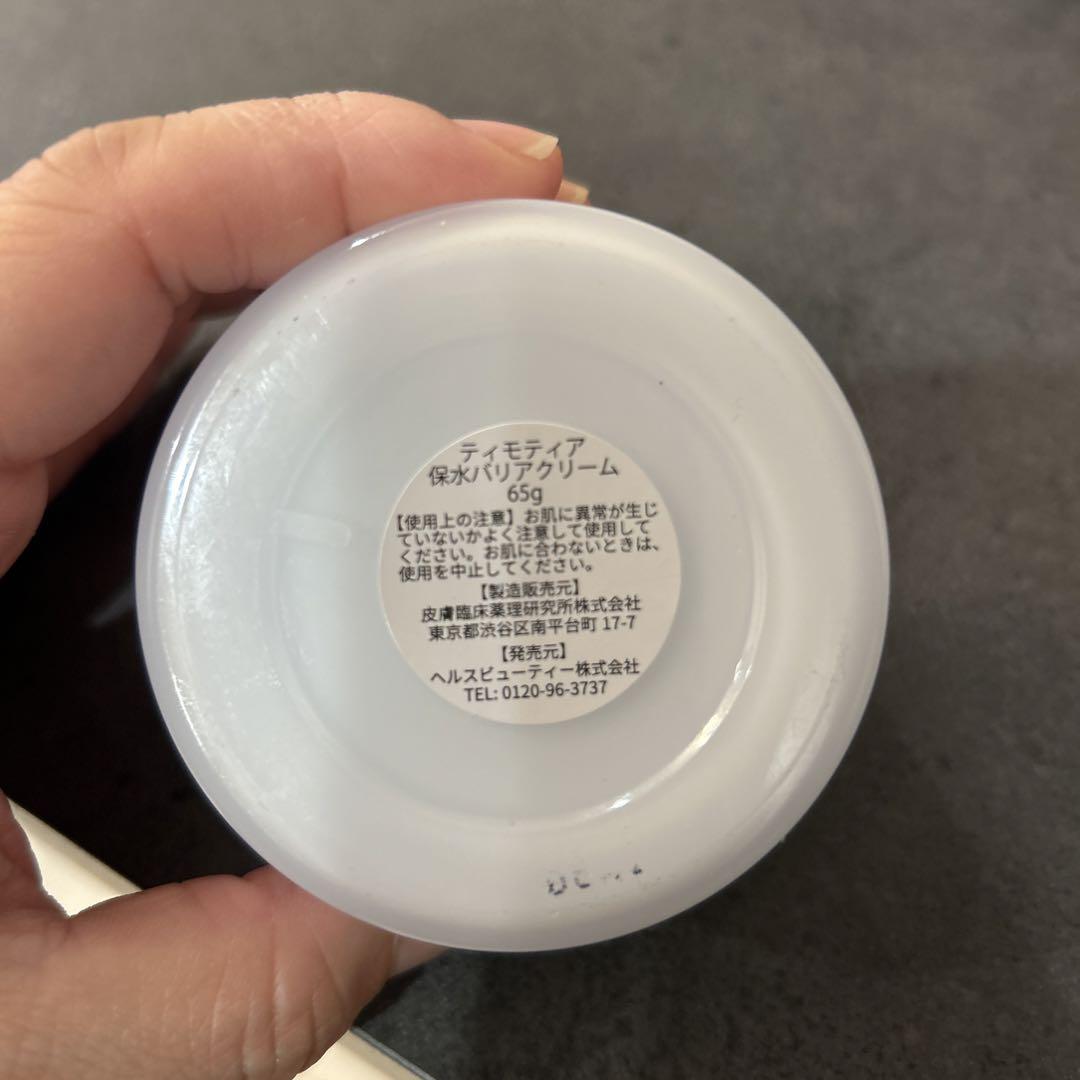 ティモティア
保水バリアクリーム
65g
【使用上の注意】お肌に異常が生じ
ていないかよく注意して使用して
ください。お肌に合わないときは、
使用を中止してください。
【製造販売元】
皮膚臨床薬理研究所株式会社
東京都渋谷区南平台町 17-7
【発売元】
ヘルスビューティー株式会社
TEL: 0120-96-3737